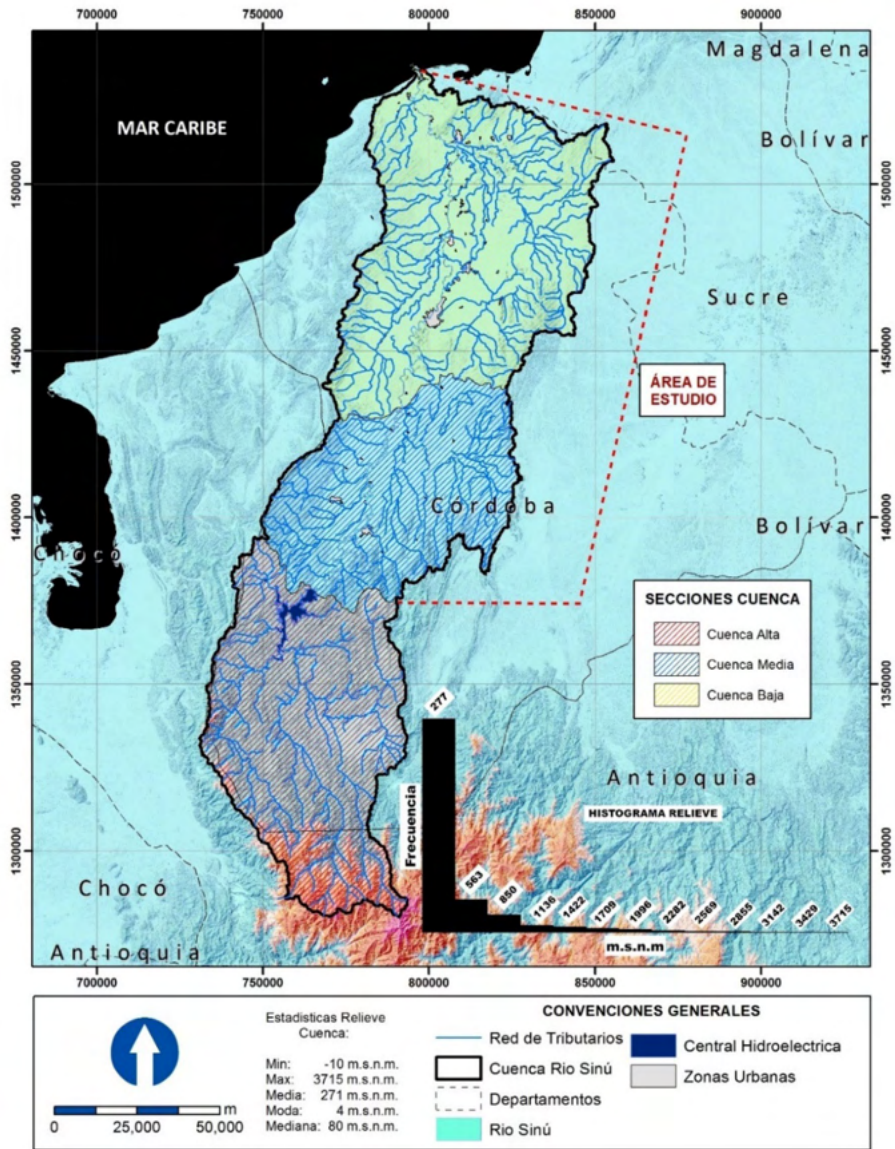 700000
750000
800000
850000
900000
Magdalena
MAR CARIBE
Bolívar
1500000
1500000
Sucre
1450000
1450000
ÁREA DE
ESTUDIO
Córdoba
1400000
1400000
Bolívar
Chocó
SECCIONES CUENCA
Cuenca Alta
Cuenca Media
Cuenca Baja
1350000
1350000
277
Antioquia
HISTOGRAMA RELIEVE
Frecuencia
1300000
1300000
563
850
1136
1422
1709
1996
2282
2569
2855
3142
3429
3715
m.s.n.m
Chocó
Antioquia
700000
750000
800000
850000
900000
Estadisticas Relieve
Cuenca:
Min: -10 m.s.n.m.
Max: 3715 m.s.n.m.
Media: 271 m.s.n.m.
Moda: 4 m.s.n.m.
Mediana: 80 m.s.n.m.
m
0 25,000 50,000
CONVENCIONES GENERALES
Red de Tributarios
Cuenca Rio Sinú
Departamentos
Rio Sinú
Central Hidroelectrica
Zonas Urbanas